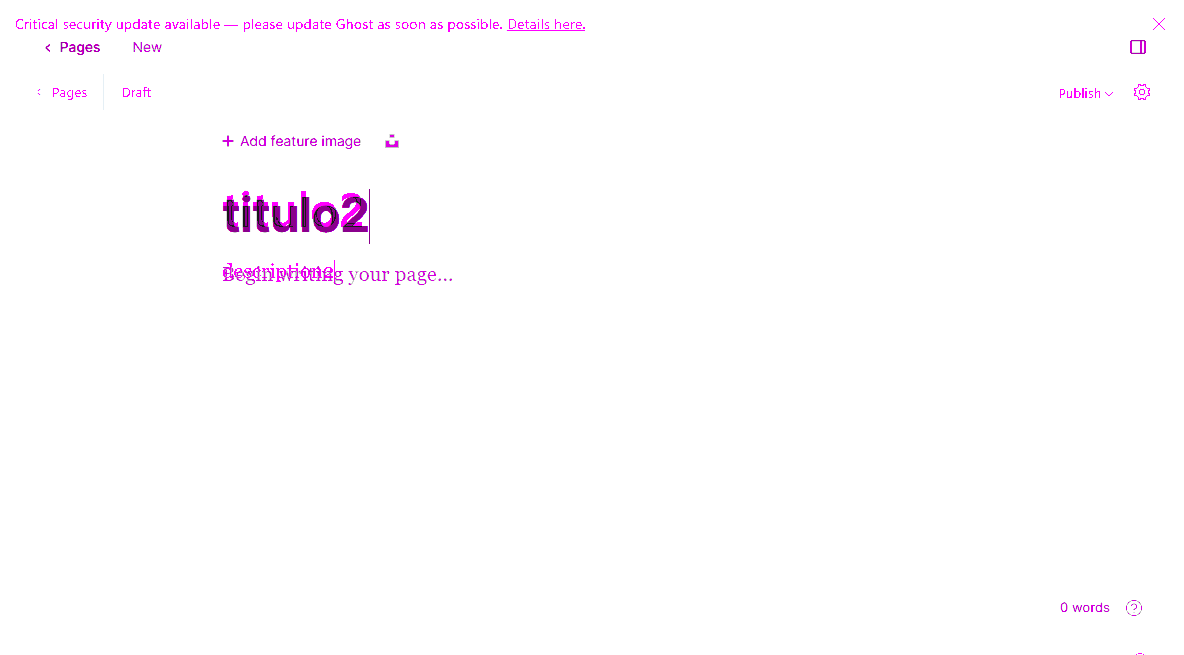 Critical security update available — please update Ghost as soon as possible. Details here.
Pages New
Pages Draft Publish
Add feature image
titulo2
descriptione
Begin writing your page...
0 words